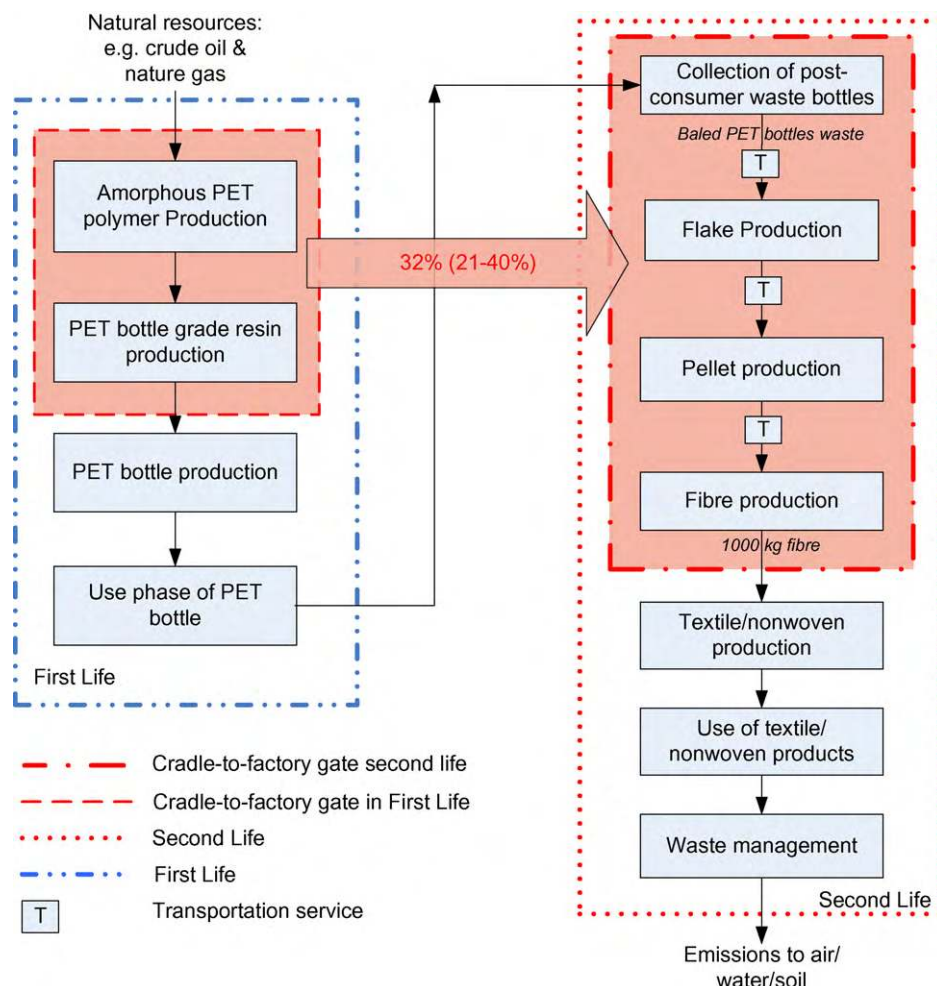 Natural resources:
e.g. crude oil &
nature gas
Amorphous PET
polymer Production
PET bottle grade resin
production
PET bottle production
Use phase of PET
bottle
First Life
32% (21-40%)
Collection of post-
consumer waste bottles
Baled PET bottles waste
T
Flake Production
T
Pellet production
T
Fibre production
1000 kg fibre
Textile/nonwoven
production
Use of textile/
nonwoven products
Waste management
Second Life
Emissions to air/
water/soil
Cradle-to-factory gate second life
Cradle-to-factory gate in First Life
Second Life
First Life
T Transportation service